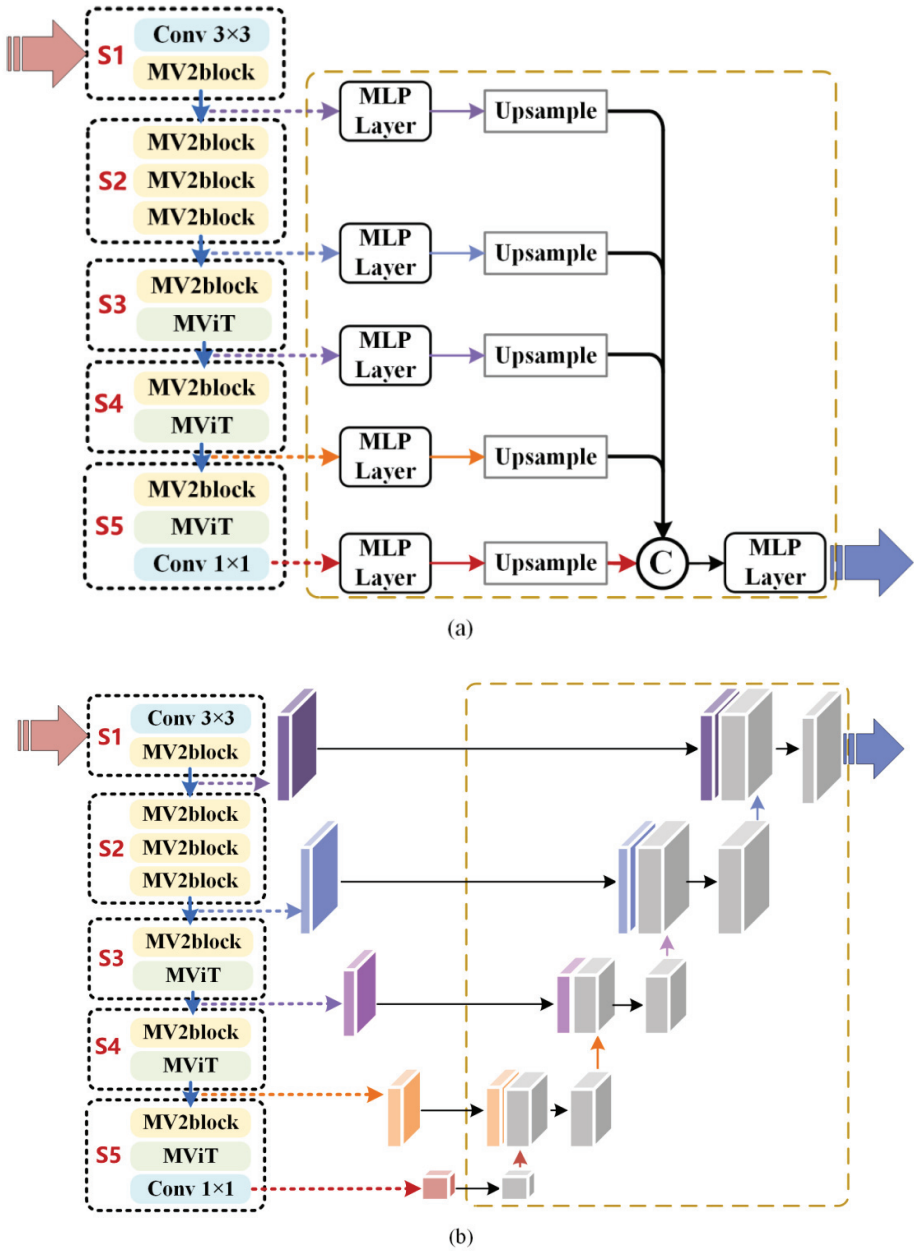 S1
Conv 3×3
MV2block
MLP
Layer
Upsample
S2
MV2block
MV2block
MV2block
MLP
Layer
Upsample
S3
MV2block
MViT
MLP
Layer
Upsample
S4
MV2block
MViT
MLP
Layer
Upsample
S5
MV2block
MViT
Conv 1×1
MLP
Layer
Upsample
C
MLP
Layer
(a)
S1
Conv 3×3
MV2block
S2
MV2block
MV2block
MV2block
S3
MV2block
MViT
S4
MV2block
MViT
S5
MV2block
MViT
Conv 1×1
(b)